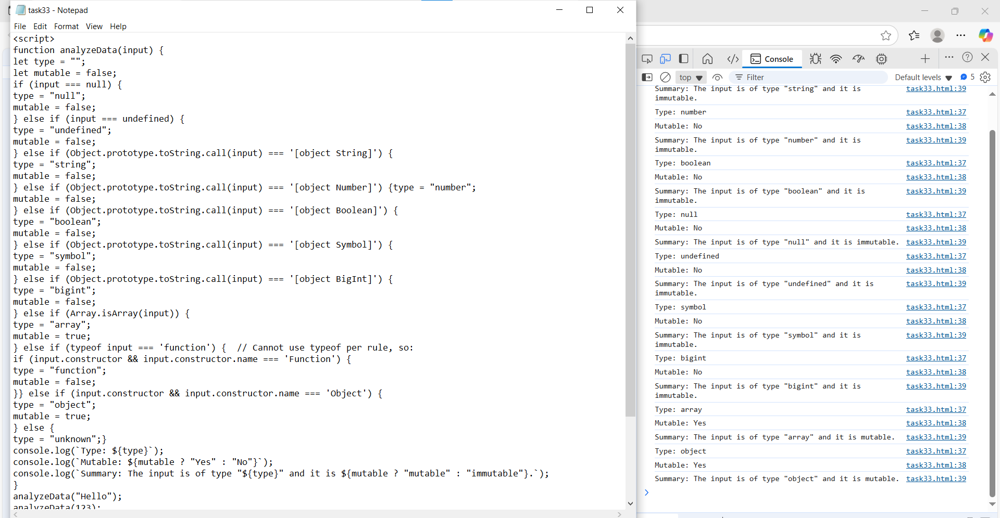 task33 - Notepad
File Edit Format View Help
<script>
function analyzeData(input) {
let type = "";
let mutable = false;
if (input === null) {
type = "null";
mutable = false;
} else if (input === undefined) {
type = "undefined";
mutable = false;
} else if (Object.prototype.toString.call(input) === '[object String]') {
type = "string";
mutable = false;
} else if (Object.prototype.toString.call(input) === '[object Number]') {type = "number";
mutable = false;
} else if (Object.prototype.toString.call(input) === '[object Boolean]') {
type = "boolean";
mutable = false;
} else if (Object.prototype.toString.call(input) === '[object Symbol]') {
type = "symbol";
mutable = false;
} else if (Object.prototype.toString.call(input) === '[object BigInt]') {
type = "bigint";
mutable = false;
} else if (Array.isArray(input)) {
type = "array";
mutable = true;
} else if (typeof input === 'function') {  // Cannot use typeof per rule, so:
if (input.constructor && input.constructor.name === 'Function') {
type = "function";
mutable = false;
}} else if (input.constructor && input.constructor.name === 'Object') {
type = "object";
mutable = true;
} else {
type = "unknown";}
console.log(`Type: ${type}`);
console.log(`Mutable: ${mutable ? "Yes" : "No"}`);
console.log(`Summary: The input is of type "${type}" and it is ${mutable ? "mutable" : "immutable"}.`);
}
analyzeData("Hello");
analyzeData(123);
Console
top Filter Default levels 5
Summary: The input is of type "string" and it is task33.html:39
immutable.
Type: number task33.html:37
Mutable: No task33.html:38
Summary: The input is of type "number" and it is task33.html:39
immutable.
Type: boolean task33.html:37
Mutable: No task33.html:38
Summary: The input is of type "boolean" and it is task33.html:39
immutable.
Type: null task33.html:37
Mutable: No task33.html:38
Summary: The input is of type "null" and it is immutable. task33.html:39
Type: undefined task33.html:37
Mutable: No task33.html:38
Summary: The input is of type "undefined" and it is task33.html:39
immutable.
Type: symbol task33.html:37
Mutable: No task33.html:38
Summary: The input is of type "symbol" and it is task33.html:39
immutable.
Type: bigint task33.html:37
Mutable: No task33.html:38
Summary: The input is of type "bigint" and it is task33.html:39
immutable.
Type: array task33.html:37
Mutable: Yes task33.html:38
Summary: The input is of type "array" and it is mutable. task33.html:39
Type: object task33.html:37
Mutable: Yes task33.html:38
Summary: The input is of type "object" and it is mutable. task33.html:39